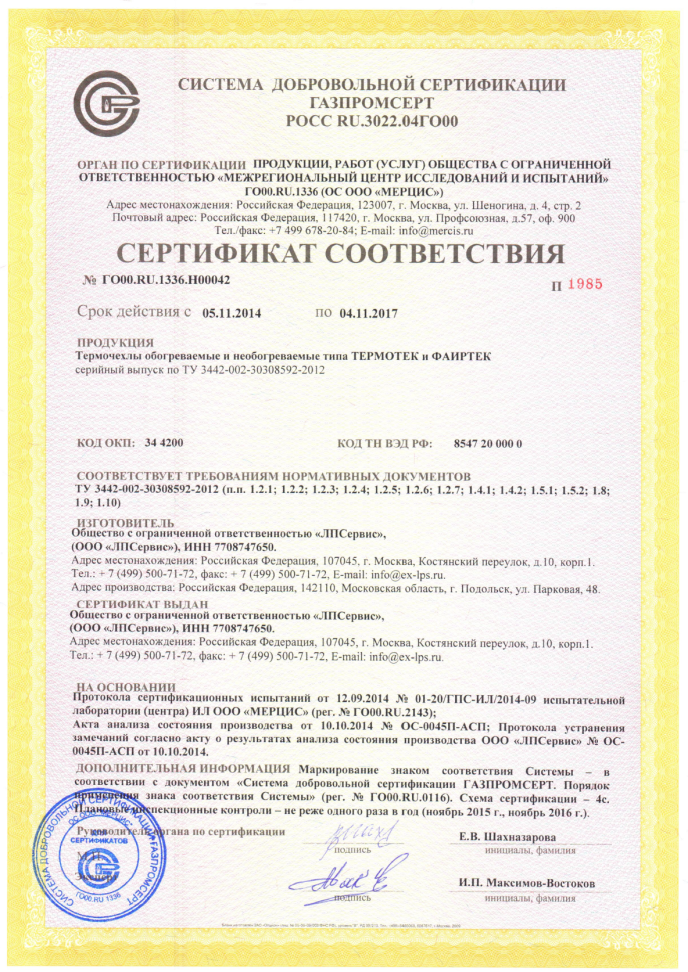 СИСТЕМА ДОБРОВОЛЬНОЙ СЕРТИФИКАЦИИ
ГАЗПРОМСЕРТ
РОСС RU.3022.04ГО00
ОРГАН ПО СЕРТИФИКАЦИИ ПРОДУКЦИИ, РАБОТ (УСЛУГ) ОБЩЕСТВА С ОГРАНИЧЕННОЙ
ОТВЕТСТВЕННОСТЬЮ «МЕЖРЕГИОНАЛЬНЫЙ ЦЕНТР ИССЛЕДОВАНИЙ И ИСПЫТАНИЙ»
ГО00.RU.1336 (ОС ООО «МЕРЦИС»)
Адрес местонахождения: Российская Федерация, 123007, г. Москва, ул. Шеногина, д. 4, стр. 2
Почтовый адрес: Российская Федерация, 117420, г. Москва, ул. Профсоюзная, д.57, оф. 900
Тел./факс: +7 499 678-20-84; E-mail: info@mercis.ru
СЕРТИФИКАТ СООТВЕТСТВИЯ
№ ГО00.RU.1336.Н00042
П 1985
Срок действия с 05.11.2014 по 04.11.2017
ПРОДУКЦИЯ
Термочехлы обогреваемые и необогреваемые типа ТЕРМОТЕК и ФАИРТЕК
серийный выпуск по ТУ 3442-002-30308592-2012
КОД ОКП: 34 4200 КОД ТН ВЭД РФ: 8547 20 000 0
СООТВЕТСТВУЕТ ТРЕБОВАНИЯМ НОРМАТИВНЫХ ДОКУМЕНТОВ
ТУ 3442-002-30308592-2012 (п.п. 1.2.1; 1.2.2; 1.2.3; 1.2.4; 1.2.5; 1.2.6; 1.2.7; 1.4.1; 1.4.2; 1.5.1; 1.5.2; 1.8;
1.9; 1.10)
ИЗГОТОВИТЕЛЬ
Общество с ограниченной ответственностью «ЛПСервис»,
(ООО «ЛПСервис»), ИНН 7708747650.
Адрес местонахождения: Российская Федерация, 107045, г. Москва, Костянский переулок, д.10, корп.1.
Тел.: + 7 (499) 500-71-72, факс: + 7 (499) 500-71-72, E-mail: info@ex-lps.ru.
Адрес производства: Российская Федерация, 142110, Московская область, г. Подольск, ул. Парковая, 48.
СЕРТИФИКАТ ВЫДАН
Общество с ограниченной ответственностью «ЛПСервис»,
(ООО «ЛПСервис»), ИНН 7708747650.
Адрес местонахождения: Российская Федерация, 107045, г. Москва, Костянский переулок, д.10, корп.1.
Тел.: + 7 (499) 500-71-72, факс: + 7 (499) 500-71-72, E-mail: info@ex-lps.ru.
НА ОСНОВАНИИ
Протокола сертификационных испытаний от 12.09.2014 № 01-20/ГПС-ИЛ/2014-09 испытательной
лаборатории (центра) ИЛ ООО «МЕРЦИС» (рег. № ГО00.RU.2143);
Акта анализа состояния производства от 10.10.2014 № ОС-0045П-АСП; Протокола устранения
замечаний согласно акту о результатах анализа состояния производства ООО «ЛПСервис» № ОС-
0045П-АСП от 10.10.2014.
ДОПОЛНИТЕЛЬНАЯ ИНФОРМАЦИЯ Маркирование знаком соответствия Системы – в
соответствии с документом «Система добровольной сертификации ГАЗПРОМСЕРТ. Порядок
применения знака соответствия Системы» (рег. № ГО00.RU.0116). Схема сертификации – 4с.
Плановые инспекционные контроли – не реже одного раза в год (ноябрь 2015 г., ноябрь 2016 г.).
Руководитель органа по сертификации Е.В. Шахназарова
подпись инициалы, фамилия
М.П.
Эксперт И.П. Максимов-Востоков
подпись инициалы, фамилия
СИСТЕМА ДОБРОВОЛЬНОЙ СЕРТИФИКАЦИИ ГАЗПРОМСЕРТ
ОС ООО "МЕРЦИС"
ДЛЯ
СЕРТИФИКАТОВ
ГО00.RU 1336